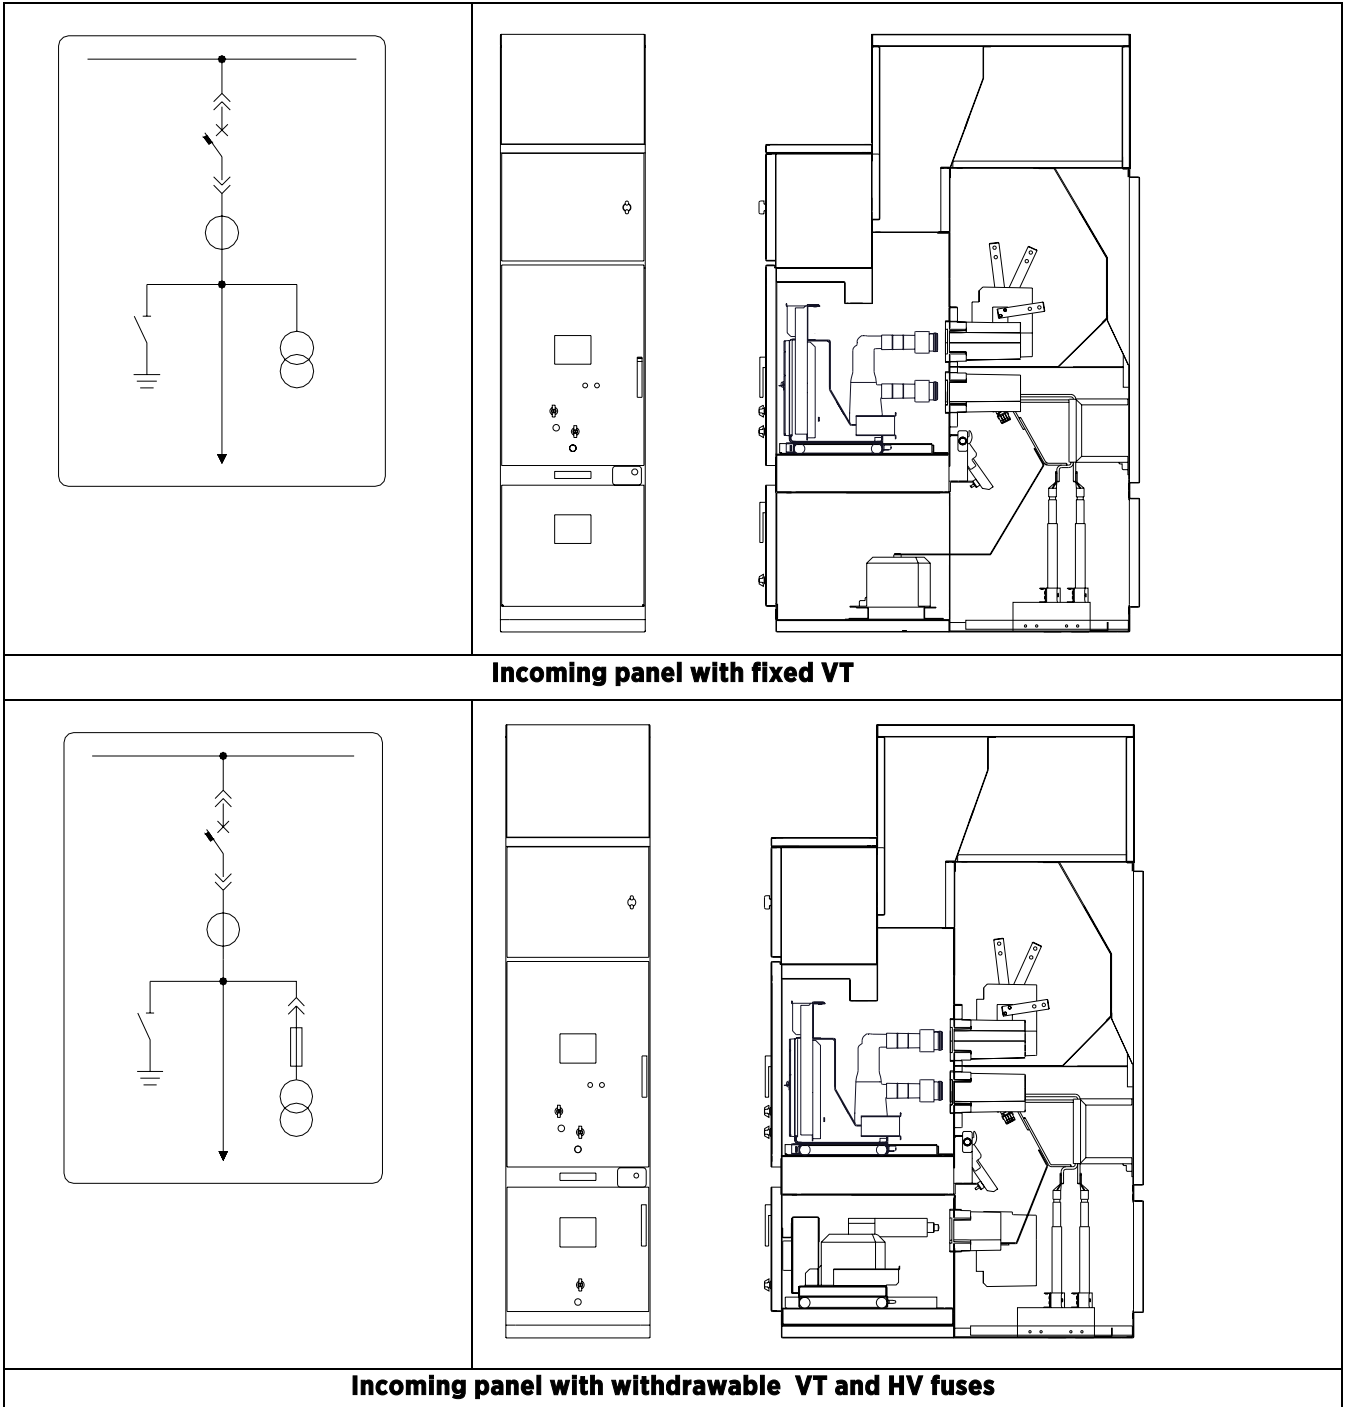 Incoming panel with fixed VT
Incoming panel with withdrawable  VT and HV fuses